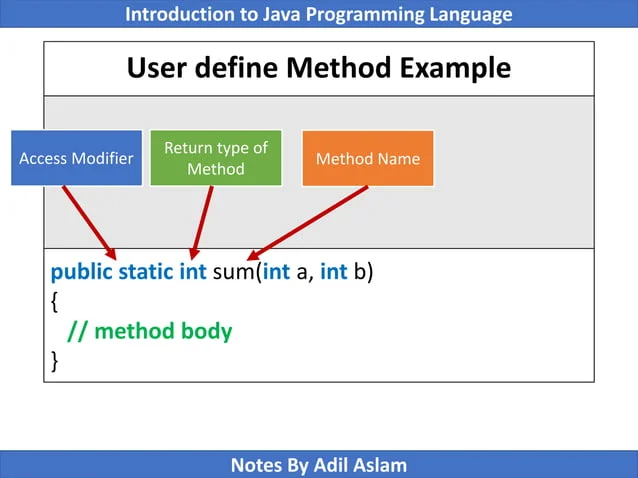 Introduction to Java Programming Language
User define Method Example
Access Modifier
Return type of
Method
Method Name
public static int sum(int a, int b)
{
// method body
}
Notes By Adil Aslam